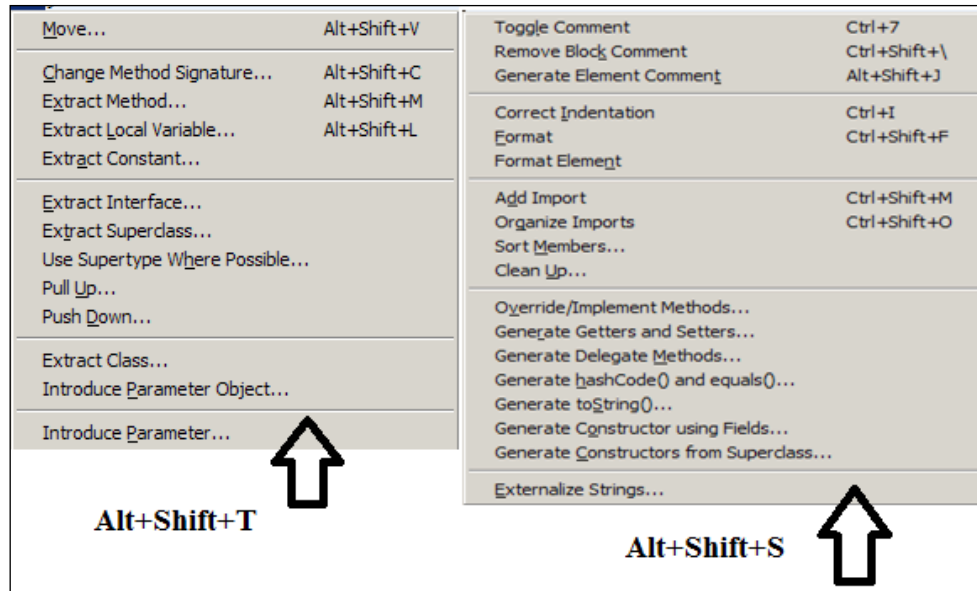 Move... Alt+Shift+V
Change Method Signature... Alt+Shift+C
Extract Method... Alt+Shift+M
Extract Local Variable... Alt+Shift+L
Extract Constant...
Extract Interface...
Extract Superclass...
Use Supertype Where Possible...
Pull Up...
Push Down...
Extract Class...
Introduce Parameter Object...
Introduce Parameter...
Alt+Shift+T
Toggle Comment Ctrl+7
Remove Block Comment Ctrl+Shift+\
Generate Element Comment Alt+Shift+J
Correct Indentation Ctrl+I
Format Ctrl+Shift+F
Format Element
Add Import Ctrl+Shift+M
Organize Imports Ctrl+Shift+O
Sort Members...
Clean Up...
Override/Implement Methods...
Generate Getters and Setters...
Generate Delegate Methods...
Generate hashCode() and equals()...
Generate toString()...
Generate Constructor using Fields...
Generate Constructors from Superclass...
Externalize Strings...
Alt+Shift+S